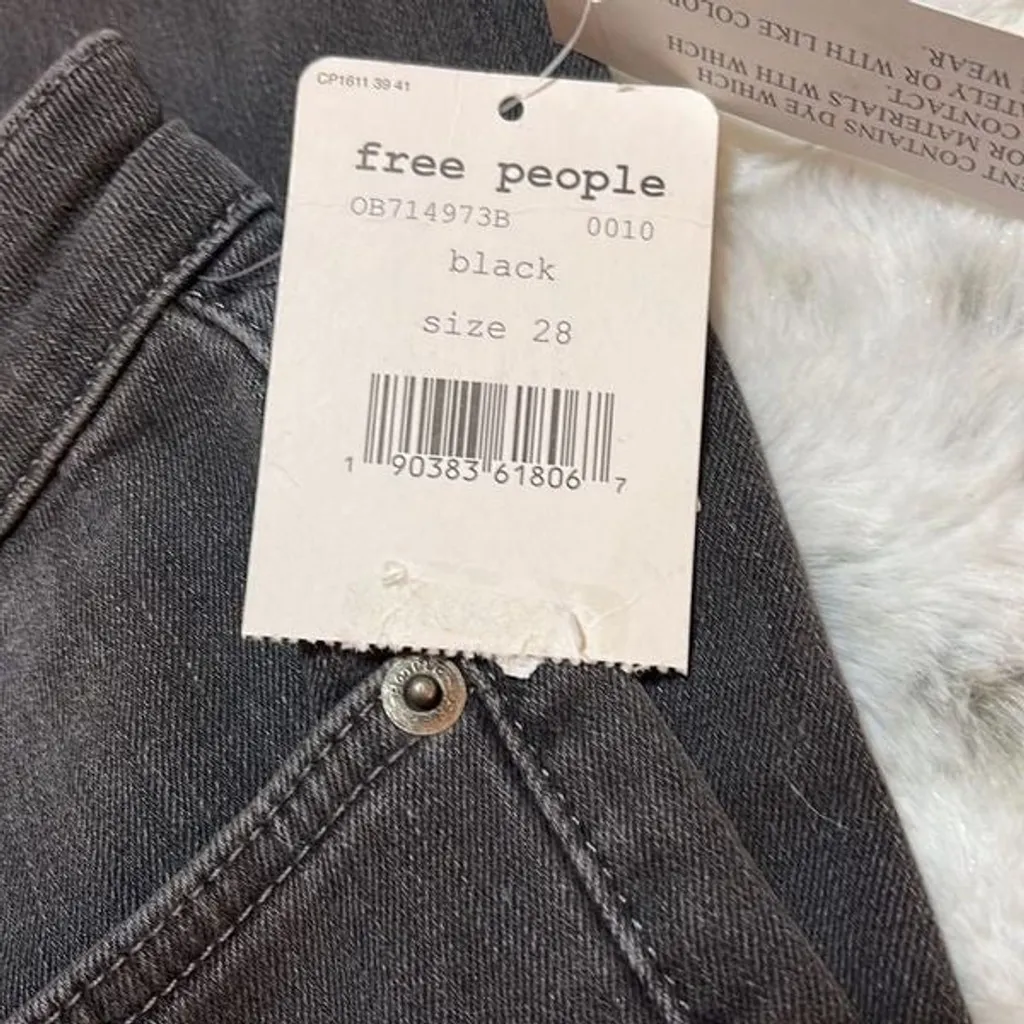 CP1611 39 41
free people
OB714973B 0010
black
size 28
1 90383 61806 7
ENT CONTAINS DYE WHICH
OR MATERIALS WITH WHICH
CONTACT.
TELY OR WITH LIKE COLOR
WEAR.